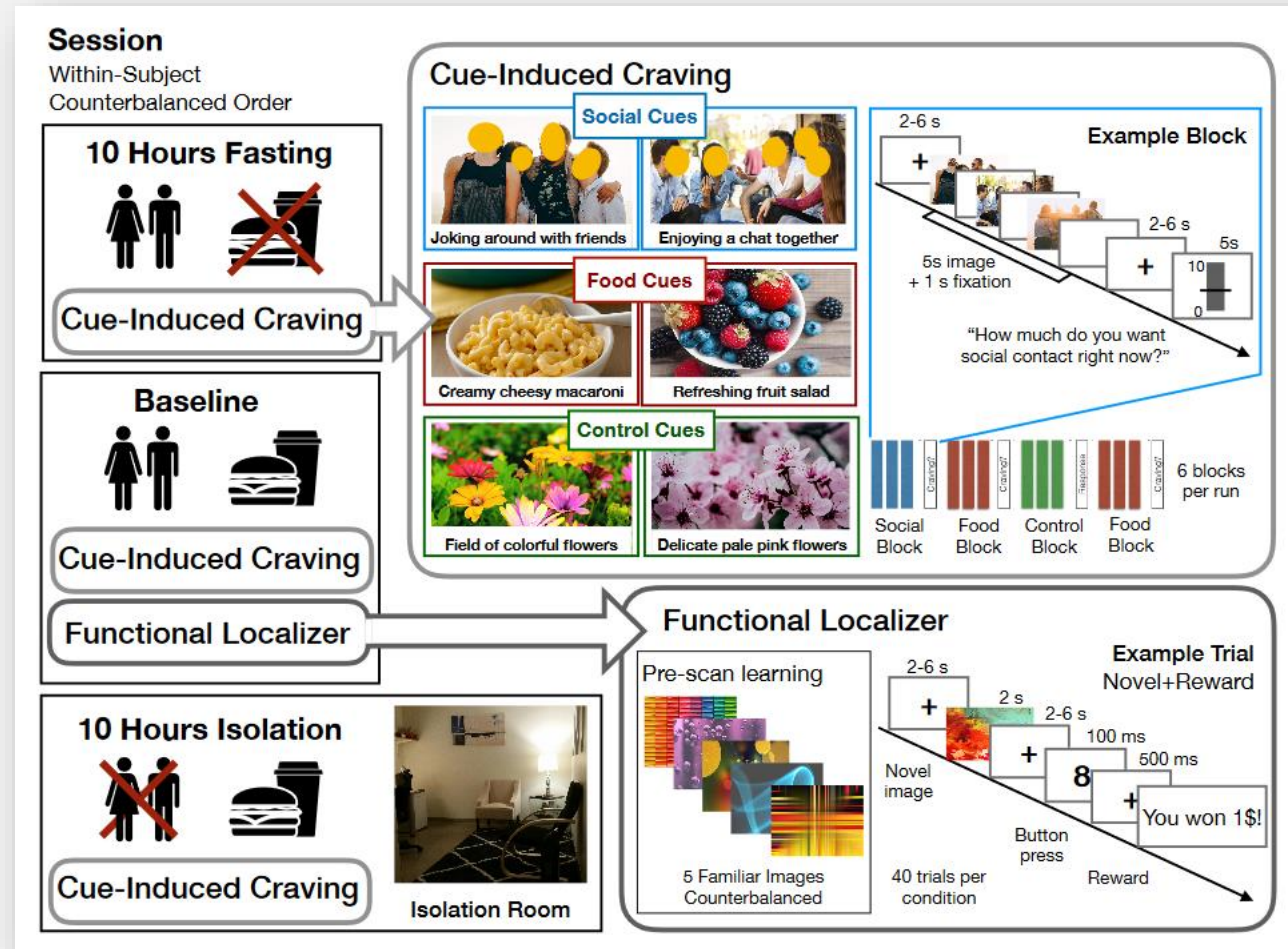 Session
Within-Subject
Counterbalanced Order
10 Hours Fasting
Cue-Induced Craving
Baseline
Cue-Induced Craving
Functional Localizer
10 Hours Isolation
Cue-Induced Craving
Isolation Room
Cue-Induced Craving
Social Cues
Joking around with friends
Enjoying a chat together
Food Cues
Creamy cheesy macaroni
Refreshing fruit salad
Control Cues
Field of colorful flowers
Delicate pale pink flowers
Example Block
2-6 s
+
5s image
+ 1 s fixation
2-6 s
+
5s
10
0
“How much do you want
social contact right now?”
Craving?
Craving?
Response
Craving?
6 blocks
per run
Social
Block
Food
Block
Control
Block
Food
Block
Functional Localizer
Pre-scan learning
5 Familiar Images
Counterbalanced
Example Trial
Novel+Reward
2-6 s
+
2 s
2-6 s
+
100 ms
8
500 ms
+
You won 1$!
Novel
image
Button
press
Reward
40 trials per
condition